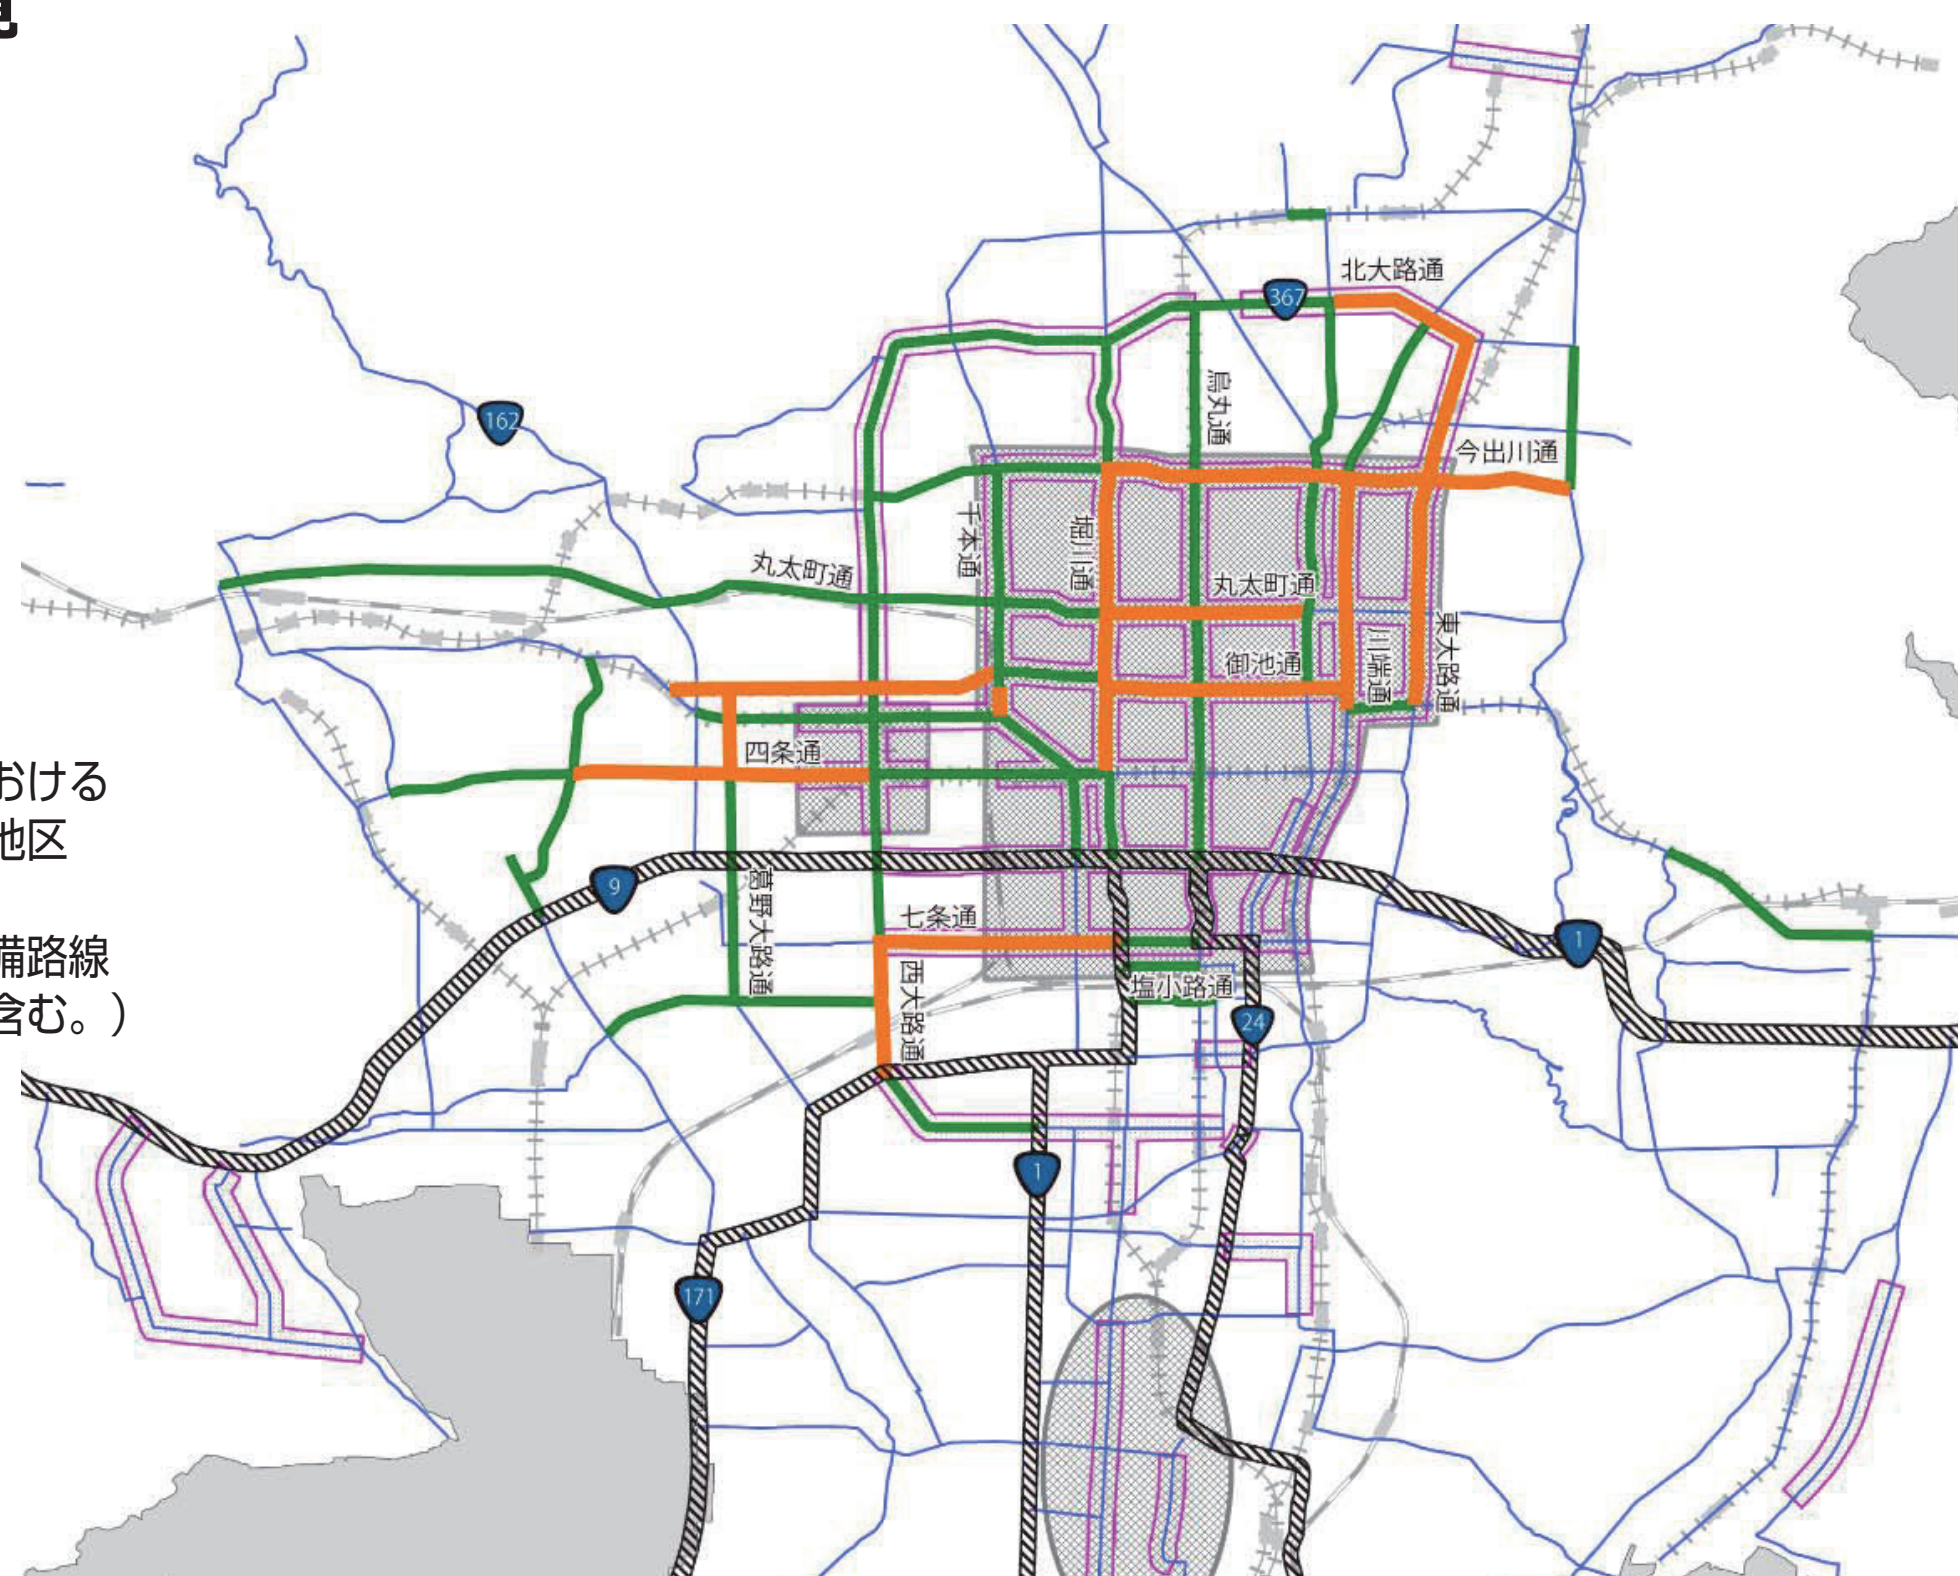 北大路通
367
烏丸通
162
今出川通
千本通
堀川通
丸太町通
丸太町通
御池通
川端通
東大路通
四条通
おける
地区
9
葛野大路通
七条通
備路線
含む。）
西大路通
塩小路通
1
24
1
171